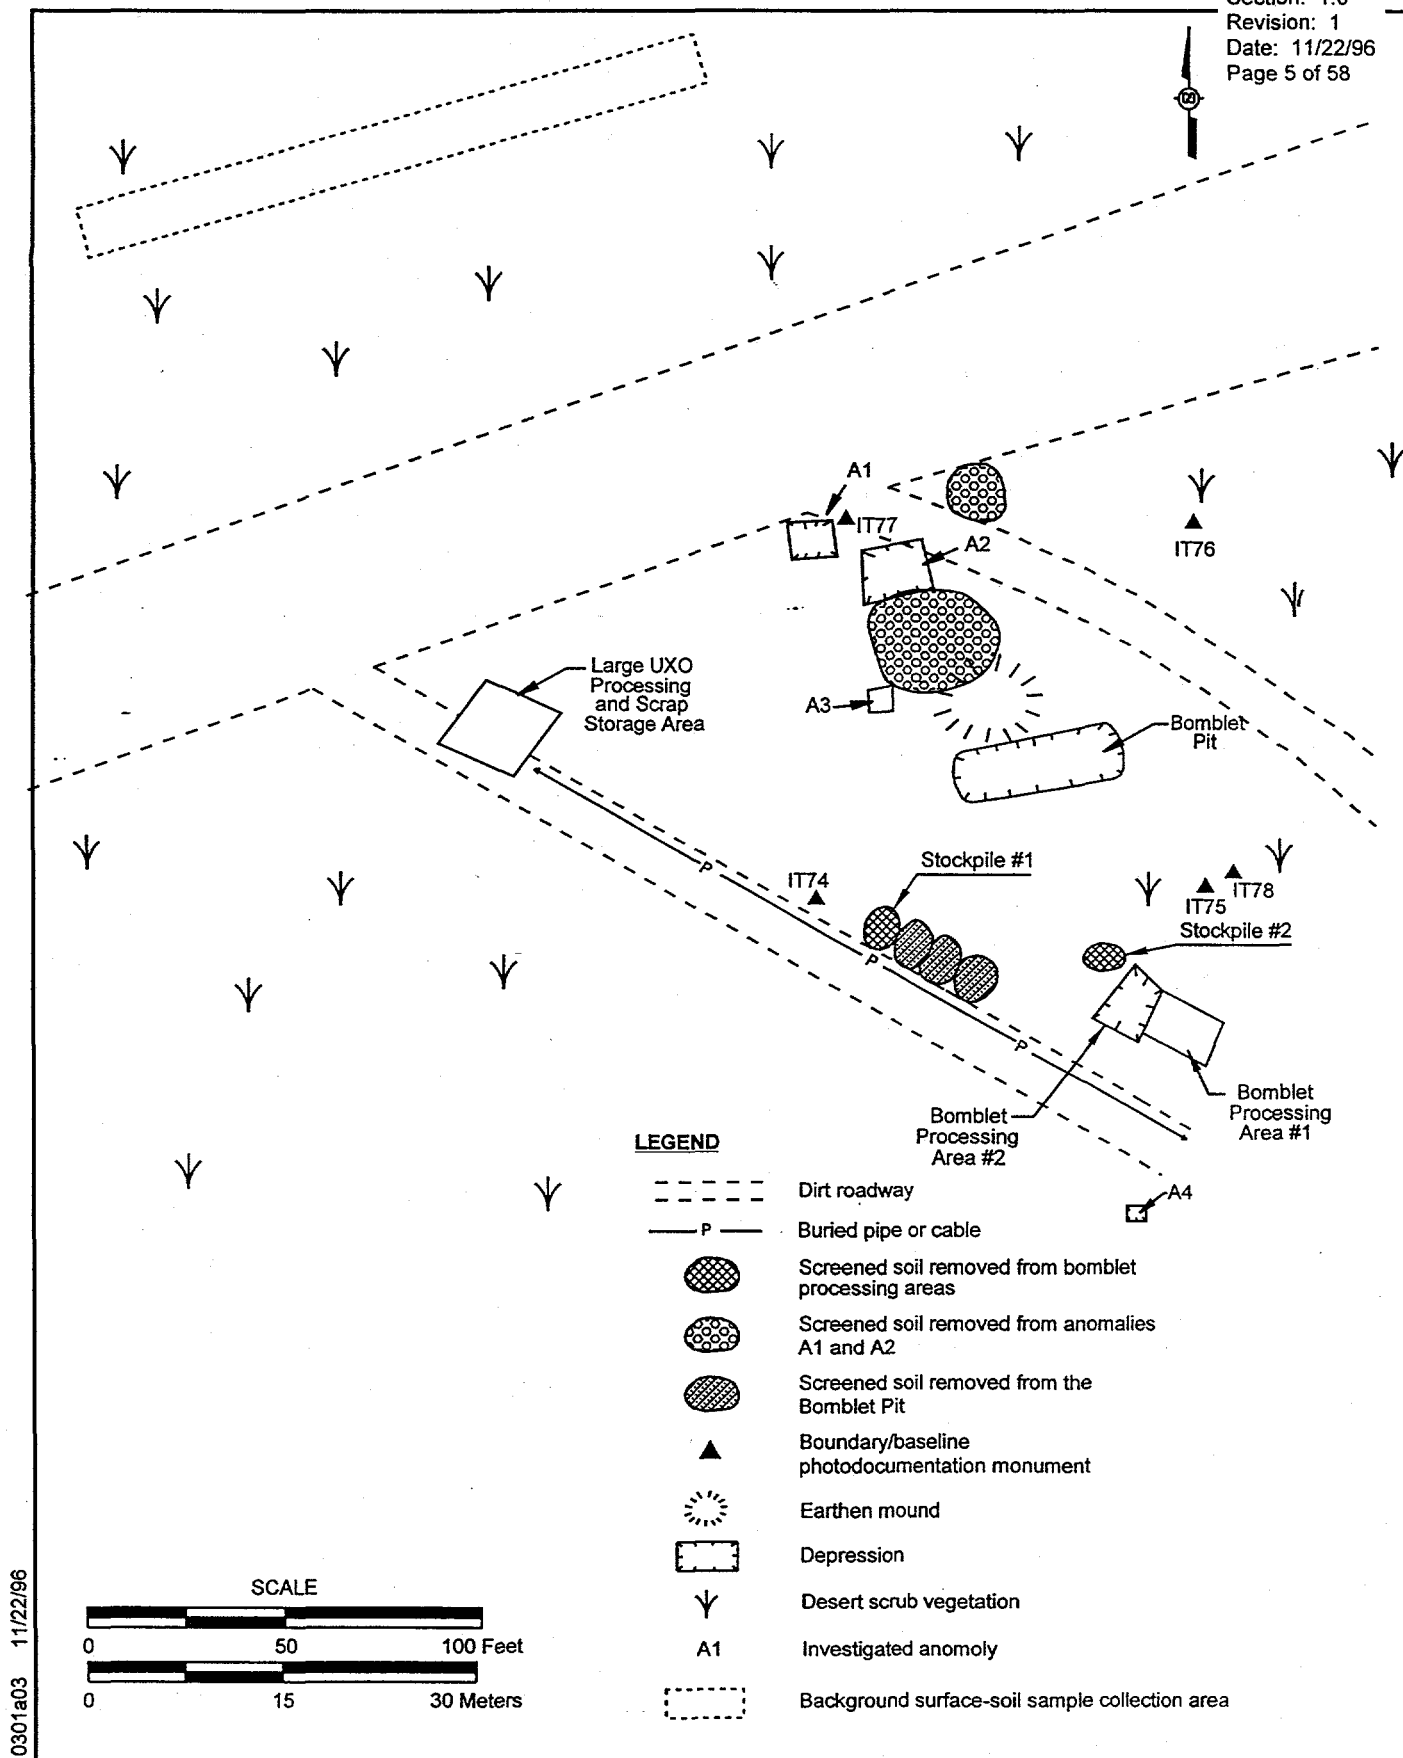 Section: 1.0
Revision: 1
Date: 11/22/96
Page 5 of 58
A1
IT77
A2
IT76
Large UXO
Processing
and Scrap
Storage Area
A3
Bomblet
Pit
P
IT74
Stockpile #1
IT78
IT75
Stockpile #2
P
P
Bomblet
Processing
Area #1
Bomblet
Processing
Area #2
A4
LEGEND
Dirt roadway
P
Buried pipe or cable
Screened soil removed from bomblet
processing areas
Screened soil removed from anomalies
A1 and A2
Screened soil removed from the
Bomblet Pit
Boundary/baseline
photodocumentation monument
Earthen mound
Depression
Desert scrub vegetation
A1
Investigated anomoly
Background surface-soil sample collection area
SCALE
0 50 100 Feet
0 15 30 Meters
0301a03 11/22/96